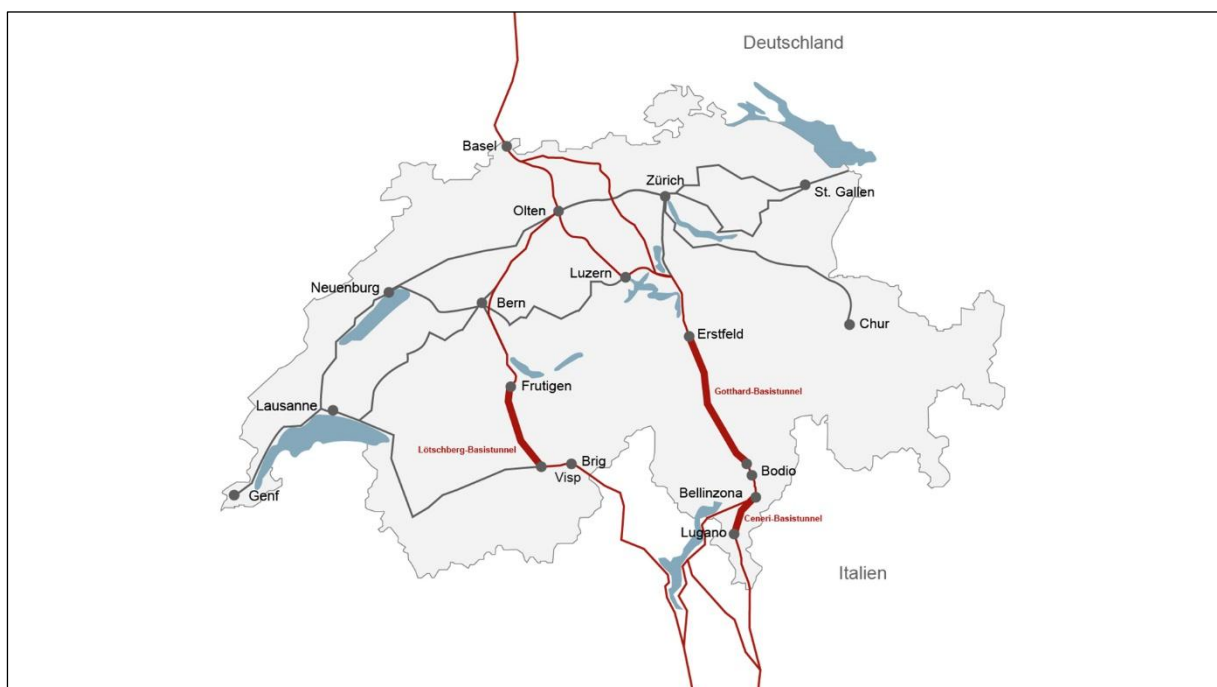 Deutschland
Basel
Zürich
St. Gallen
Olten
Luzern
Neuenburg
Bern
Chur
Erstfeld
Frutigen
Gotthard-Basistunnel
Lausanne
Lötschberg-Basistunnel
Brig
Visp
Bodio
Genf
Bellinzona
Ceneri-Basistunnel
Lugano
Italien